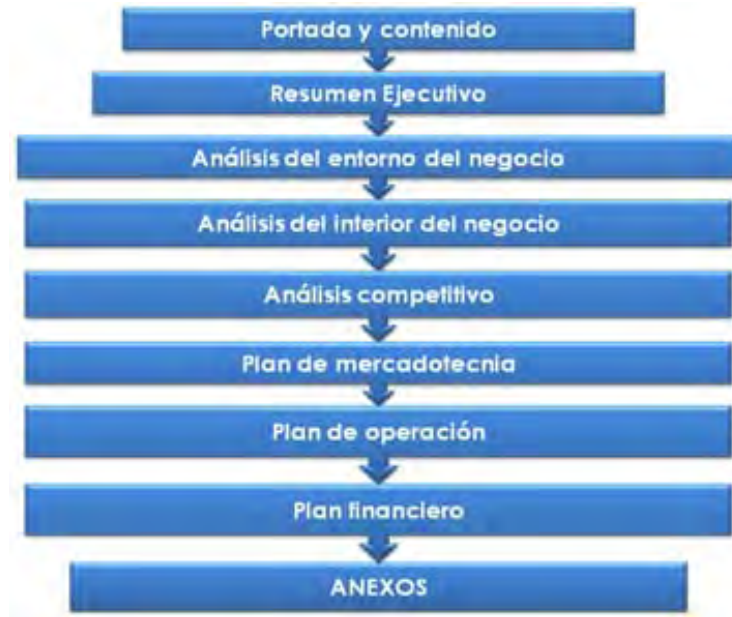 Portada y contenido
Resumen Ejecutivo
Análisis del entorno del negocio
Análisis del interior del negocio
Análisis competitivo
Plan de mercadotecnia
Plan de operación
Plan financiero
ANEXOS